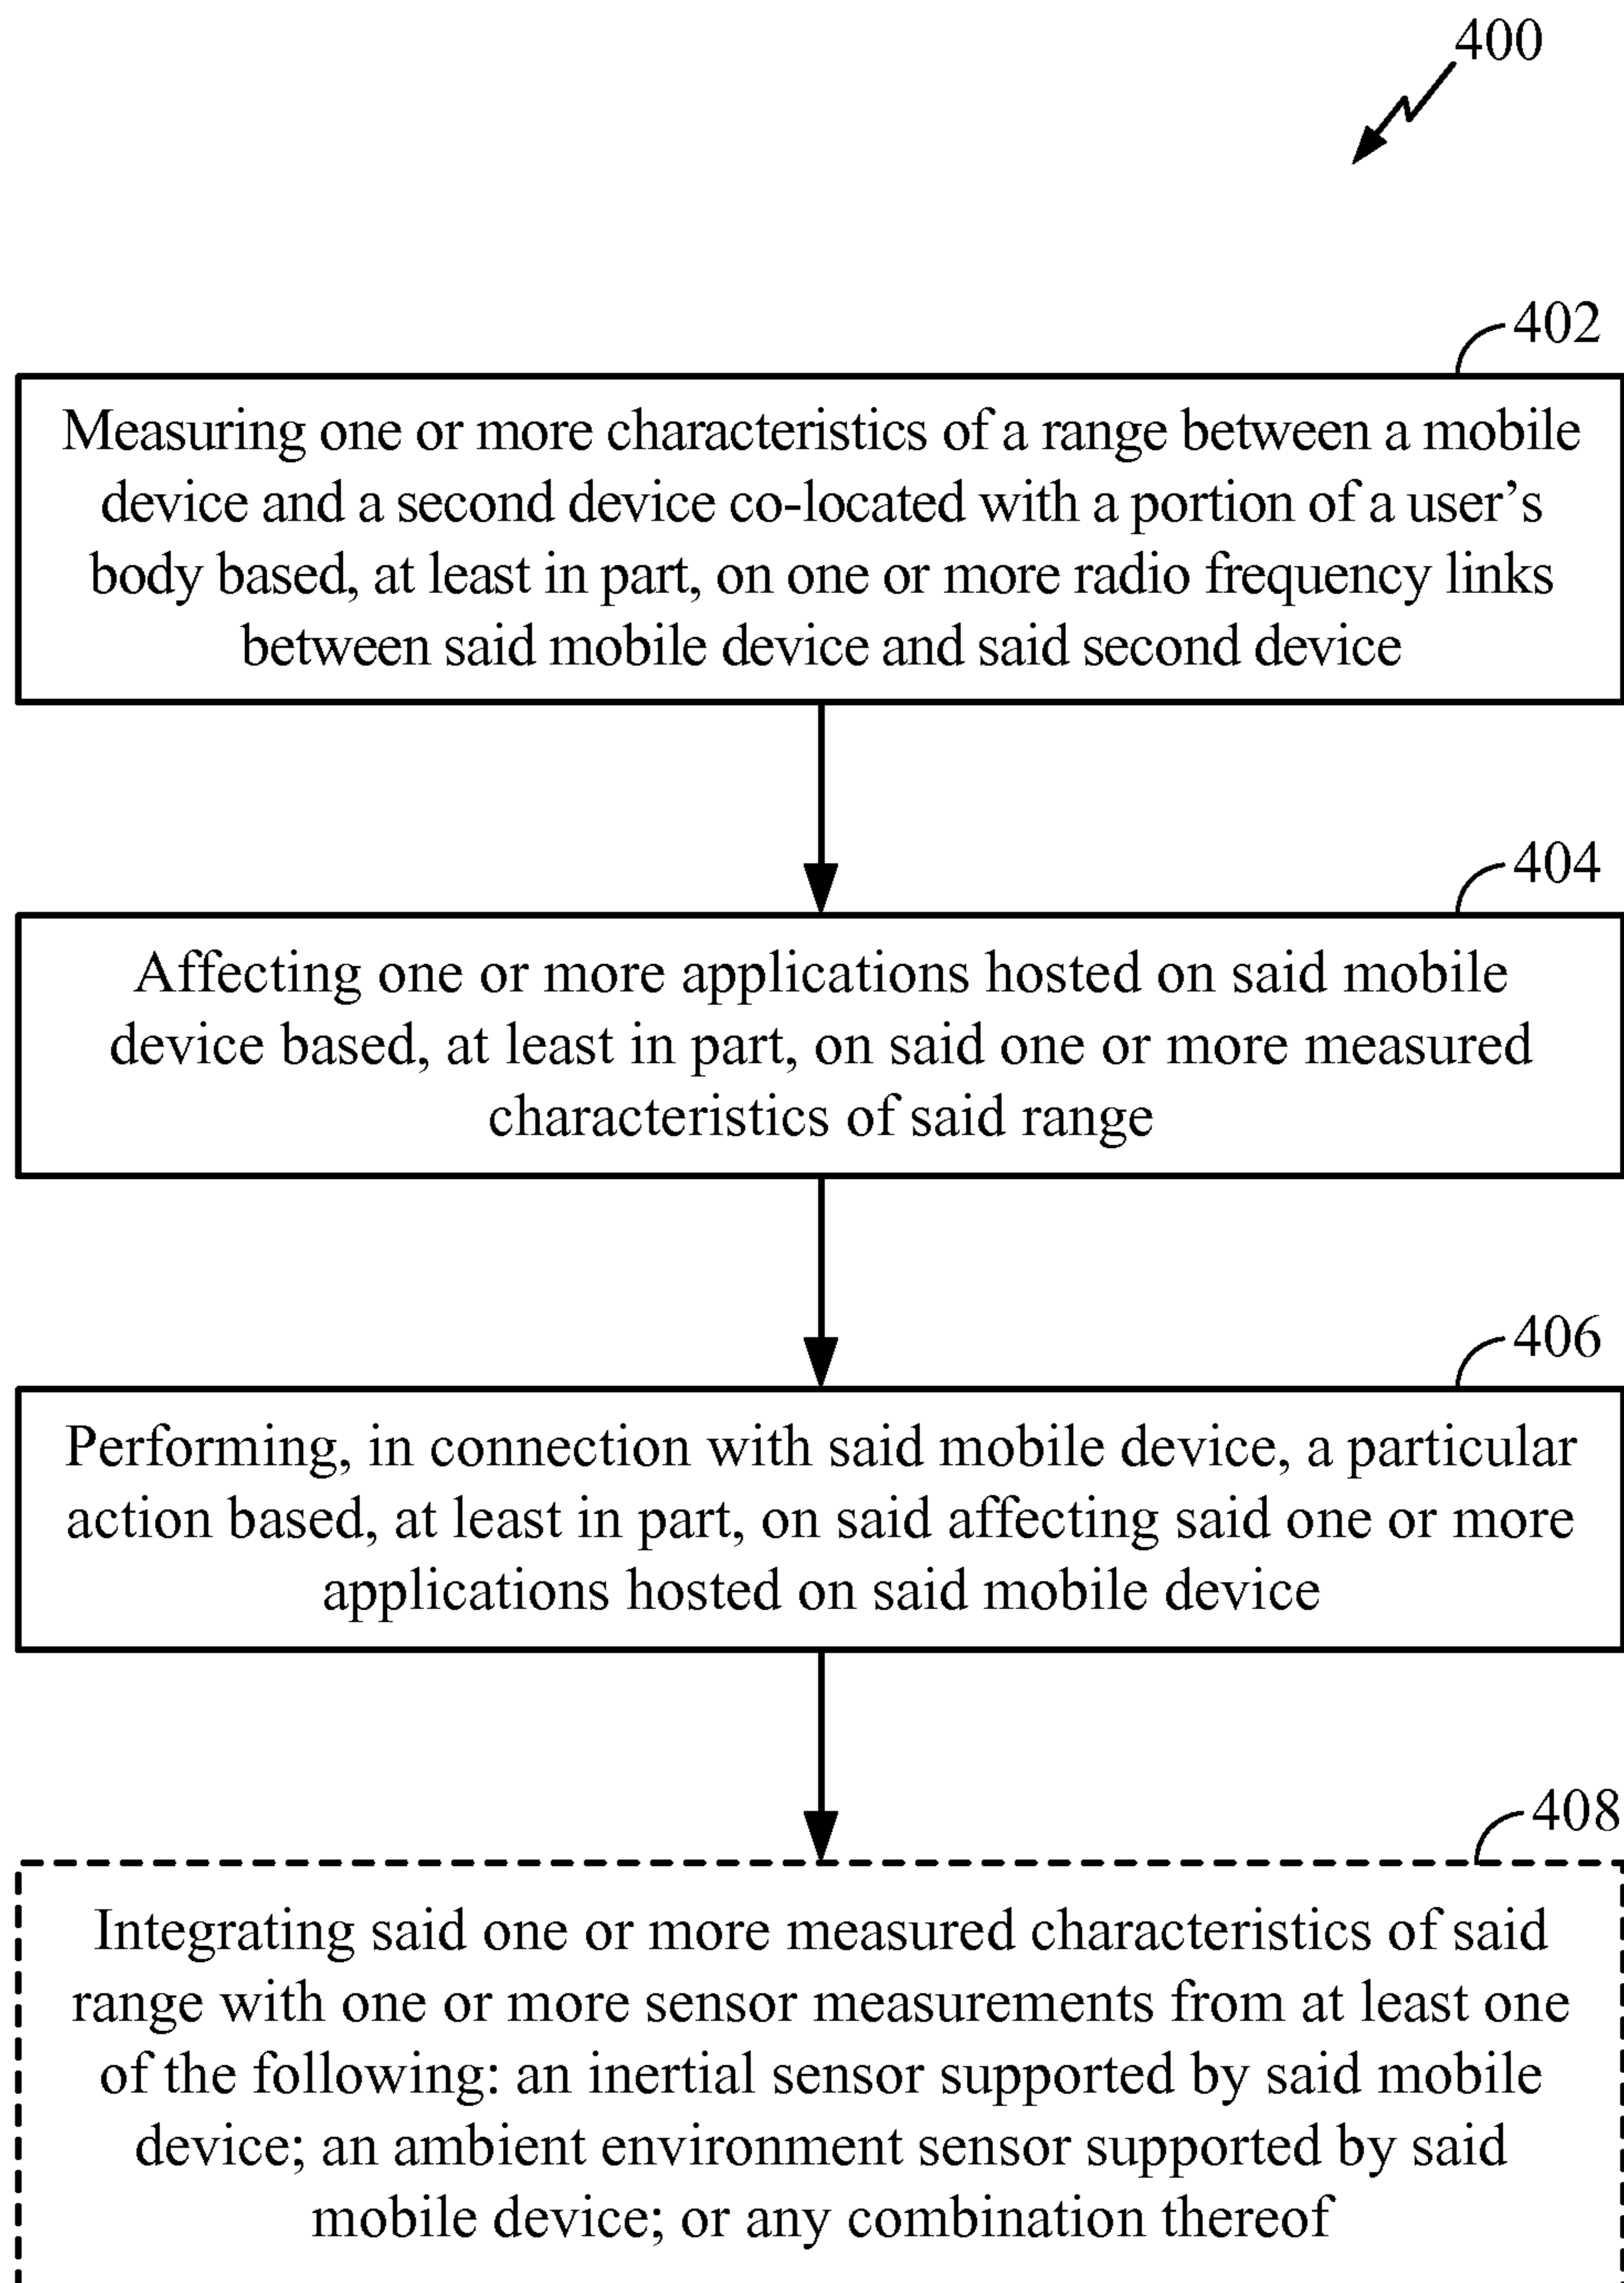 400
402
Measuring one or more characteristics of a range between a mobile
device and a second device co-located with a portion of a user’s
body based, at least in part, on one or more radio frequency links
between said mobile device and said second device
404
Affecting one or more applications hosted on said mobile
device based, at least in part, on said one or more measured
characteristics of said range
406
Performing, in connection with said mobile device, a particular
action based, at least in part, on said affecting said one or more
applications hosted on said mobile device
408
Integrating said one or more measured characteristics of said
range with one or more sensor measurements from at least one
of the following: an inertial sensor supported by said mobile
device; an ambient environment sensor supported by said
mobile device; or any combination thereof